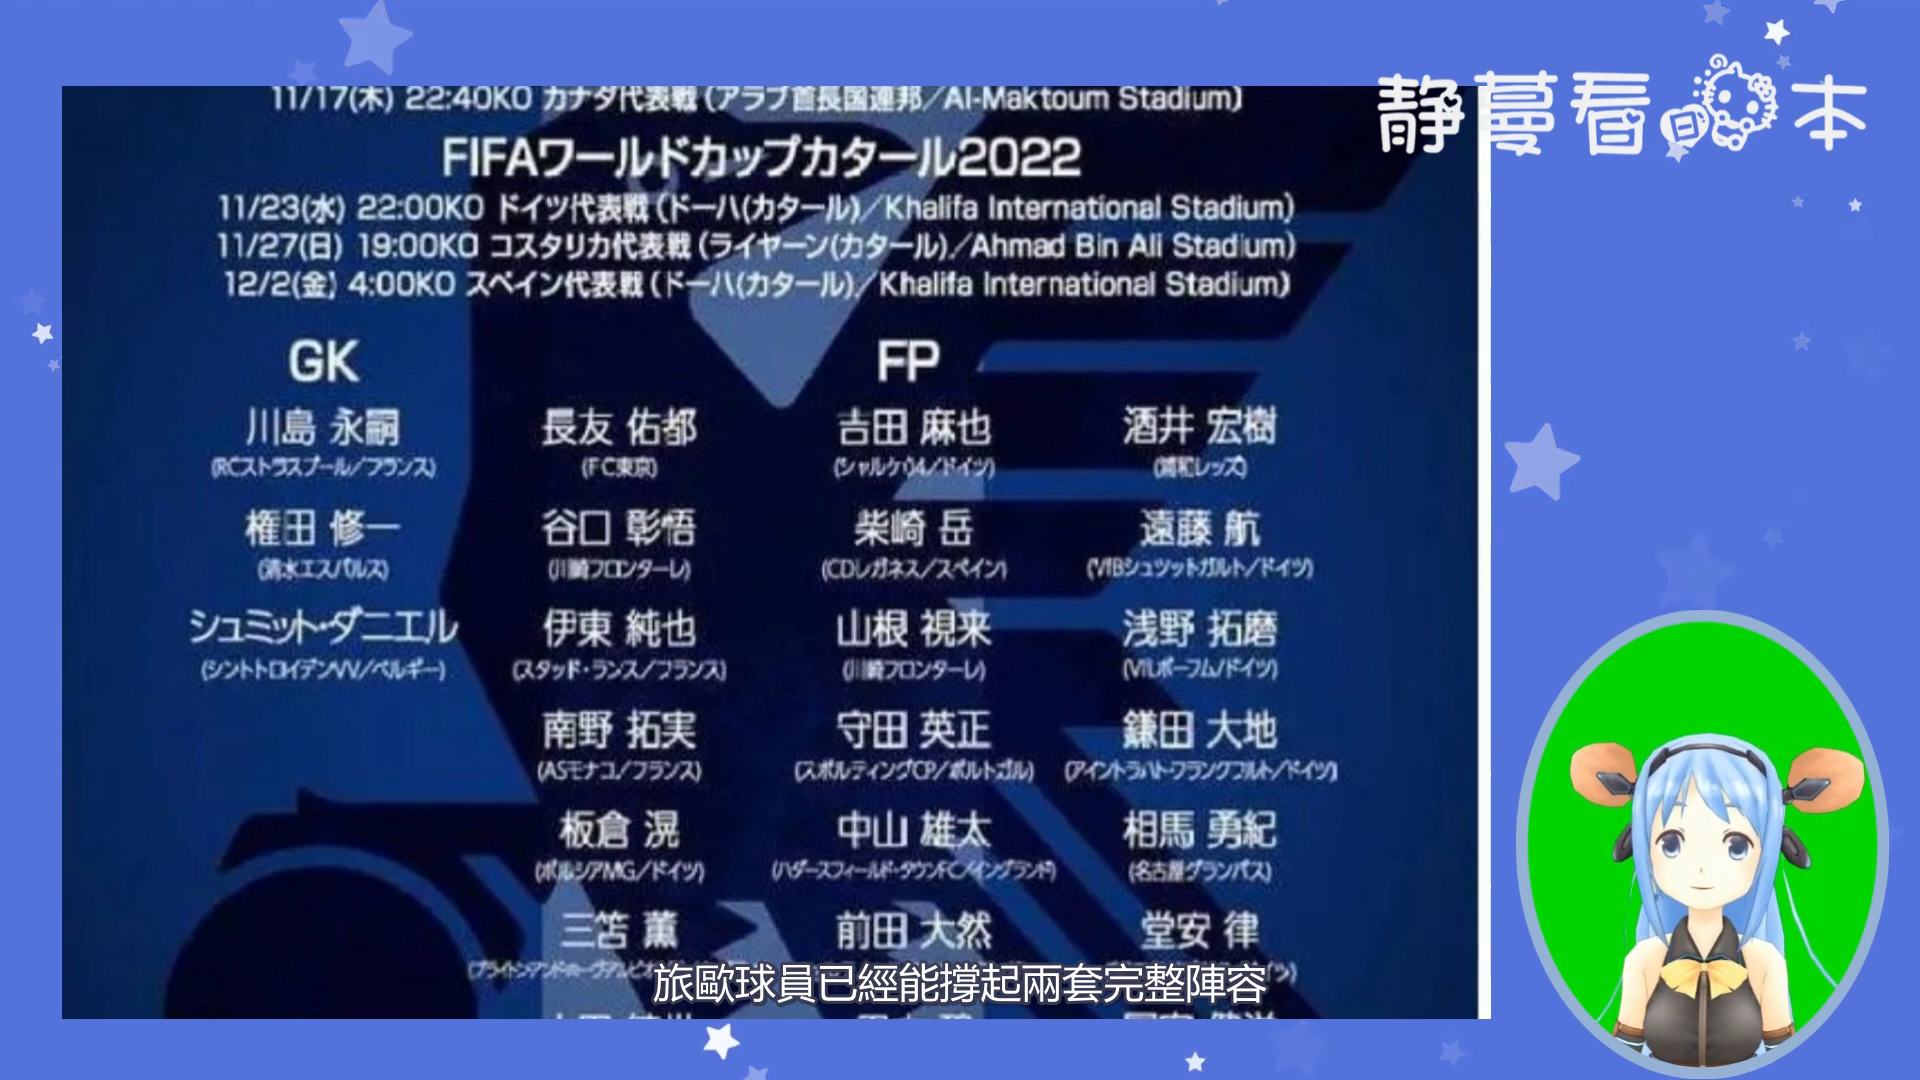 静蔓看日本
11/17(木) 22:40KO カナダ代表戦（アラブ首長国連邦／Al-Maktoum Stadium）
FIFAワールドカップカタール2022
11/23(水) 22:00KO ドイツ代表戦（ドーハ(カタール)／Khalifa International Stadium）
11/27(日) 19:00KO コスタリカ代表戦（ライヤーン(カタール)／Ahmad Bin Ali Stadium）
12/2(金) 4:00KO スペイン代表戦（ドーハ(カタール)／Khalifa International Stadium）
GK FP
川島 永嗣 長友 佑都 吉田 麻也 酒井 宏樹
(RCストラスブール/フランス) (FC東京) (シャルケ04/ドイツ) (浦和レッズ)
権田 修一 谷口 彰悟 柴崎 岳 遠藤 航
(清水エスパルス) (川崎フロンターレ) (CDレガネス/スペイン) (VfBシュツットガルト/ドイツ)
シュミット・ダニエル 伊東 純也 山根 視来 浅野 拓磨
(シントトロイデンVV/ベルギー) (スタッド・ランス/フランス) (川崎フロンターレ) (VfLボーフム/ドイツ)
南野 拓実 守田 英正 鎌田 大地
(ASモナコ/フランス) (スポルティングCP/ポルトガル) (アイントラハト・フランクフルト/ドイツ)
板倉 滉 中山 雄太 相馬 勇紀
(ボルシアMG/ドイツ) (ハダースフィールド・タウンFC/イングランド) (名古屋グランパス)
三笘 薫 前田 大然 堂安 律
旅歐球員已經能撐起兩套完整陣容